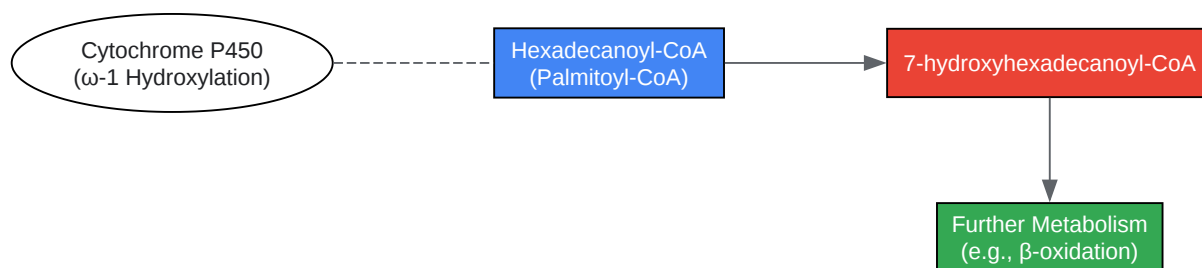 Cytochrome P450
(ω-1 Hydroxylation)
Hexadecanoyl-CoA
(Palmitoyl-CoA)
7-hydroxyhexadecanoyl-CoA
Further Metabolism
(e.g., β-oxidation)